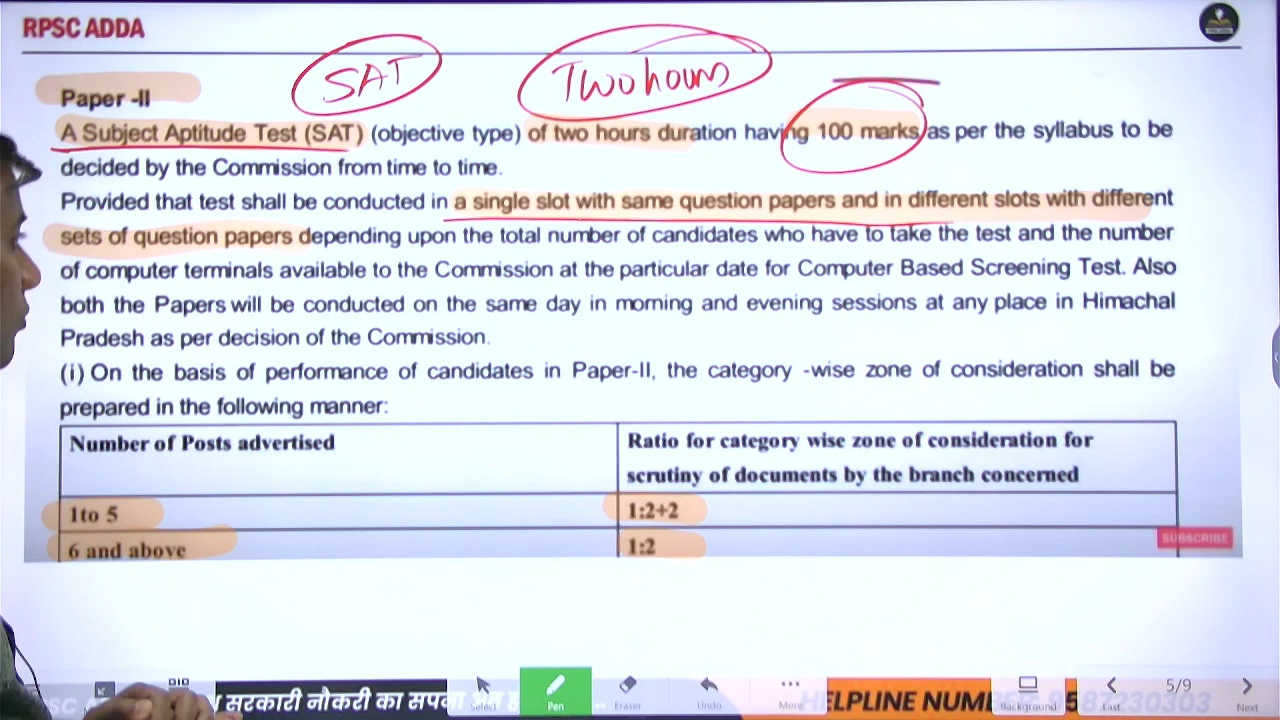 RPSC ADDA
SAT Two hours
Paper -II
A Subject Aptitude Test (SAT) (objective type) of two hours duration having 100 marks as per the syllabus to be
decided by the Commission from time to time.
Provided that test shall be conducted in a single slot with same question papers and in different slots with different
sets of question papers depending upon the total number of candidates who have to take the test and the number
of computer terminals available to the Commission at the particular date for Computer Based Screening Test. Also
both the Papers will be conducted on the same day in morning and evening sessions at any place in Himachal
Pradesh as per decision of the Commission.
(i) On the basis of performance of candidates in Paper-II, the category -wise zone of consideration shall be
prepared in the following manner:
Number of Posts advertised
Ratio for category wise zone of consideration for
scrutiny of documents by the branch concerned
1to 5 1:2+2
6 and above 1:2
SUBSCRIBE
सरकारी नौकरी का
HELPLINE
Select Pen Eraser Undo More Background Last 5/9 Next